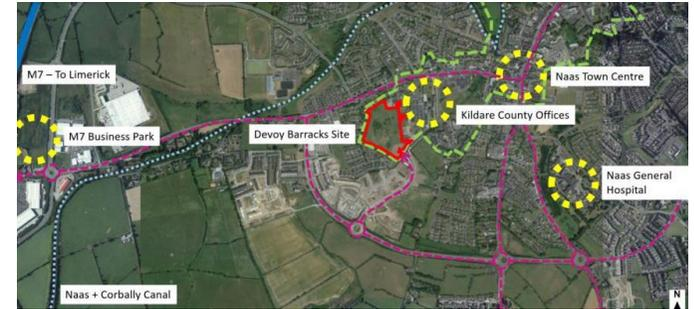 M7 – To Limerick
Naas Town Centre
M7 Business Park
Devoy Barracks Site
Kildare County Offices
Naas General
Hospital
Naas + Corbally Canal
N